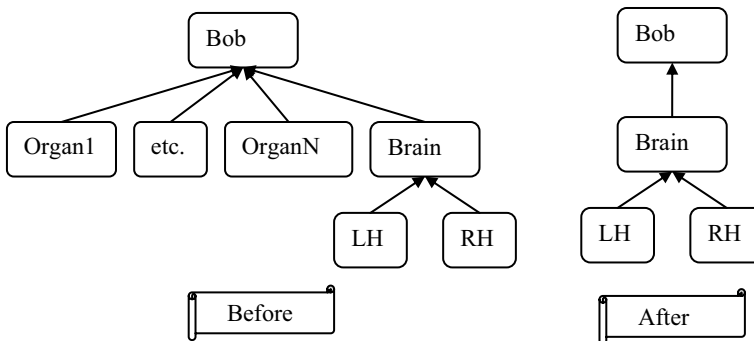 Bob
Organ1 etc. OrganN Brain
LH RH
Before
Bob
Brain
LH RH
After